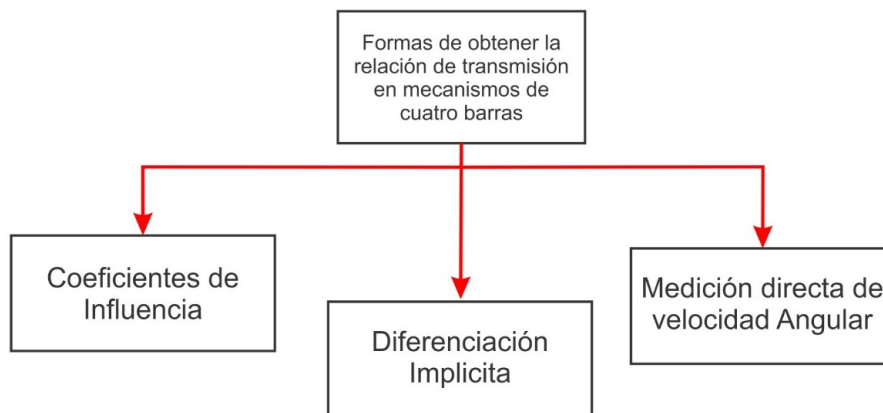 Formas de obtener la
relación de transmisión
en mecanismos de
cuatro barras
Coeficientes de
Influencia
Diferenciación
Implicita
Medición directa de
velocidad Angular